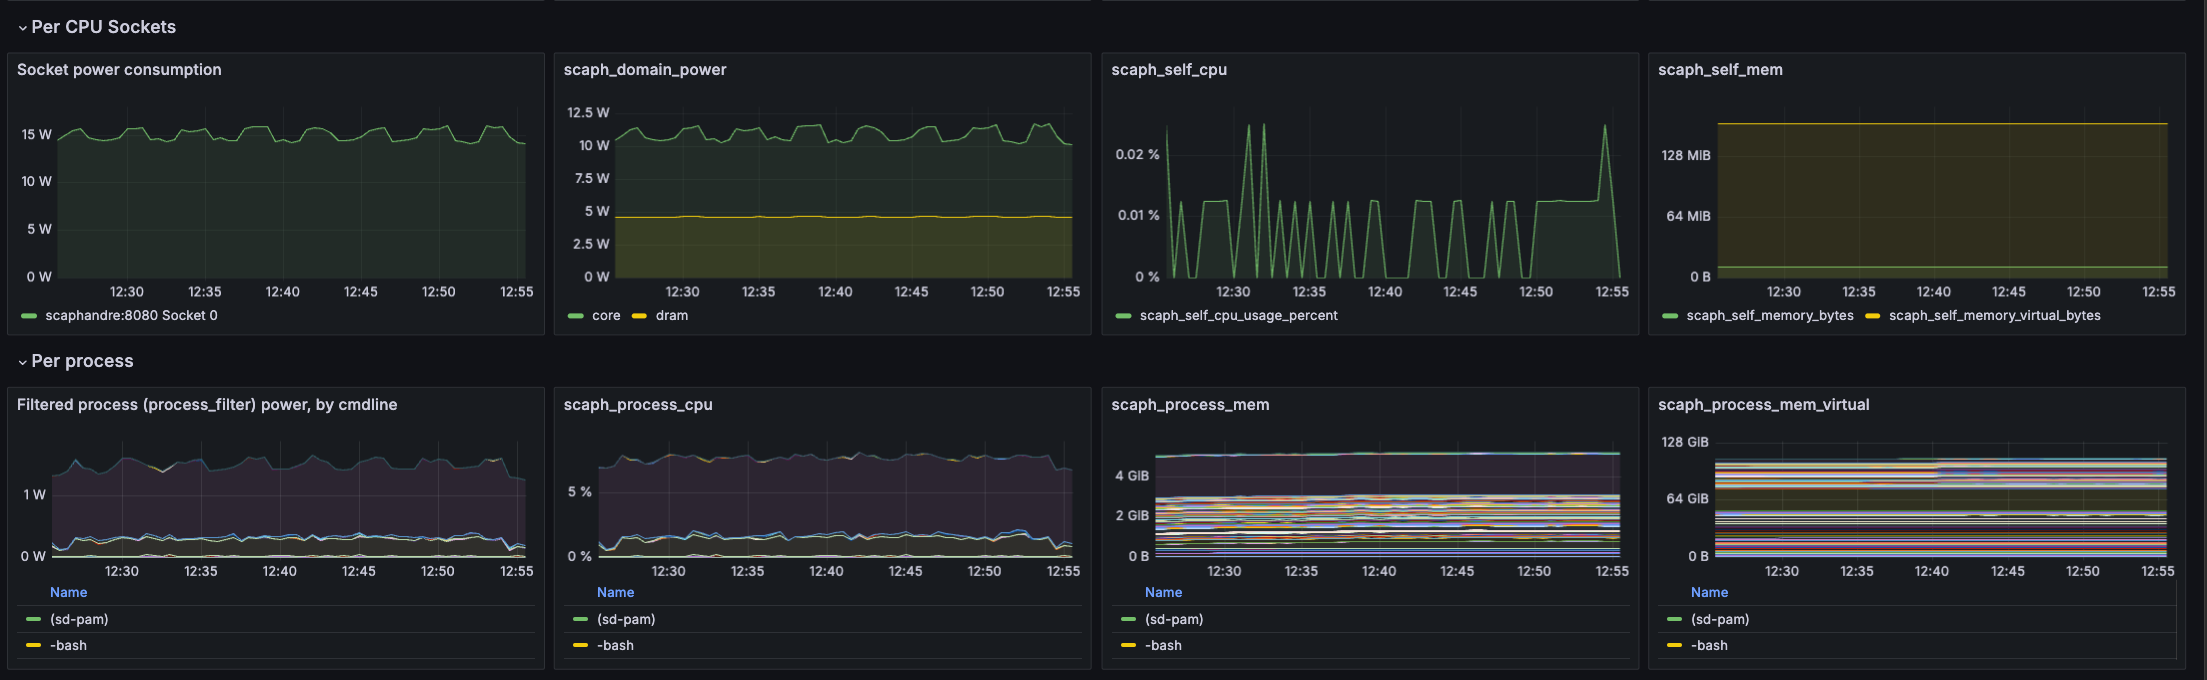 Per CPU Sockets
Socket power consumption
15 W
10 W
5 W
0 W
12:30 12:35 12:40 12:45 12:50 12:55
scaphandre:8080 Socket 0
scaph_domain_power
12.5 W
10 W
7.5 W
5 W
2.5 W
0 W
12:30 12:35 12:40 12:45 12:50 12:55
core dram
scaph_self_cpu
0.02 %
0.01 %
0 %
12:30 12:35 12:40 12:45 12:50 12:55
scaph_self_cpu_usage_percent
scaph_self_mem
128 MiB
64 MiB
0 B
12:30 12:35 12:40 12:45 12:50 12:55
scaph_self_memory_bytes scaph_self_memory_virtual_bytes
Per process
Filtered process (process_filter) power, by cmdline
1 W
0 W
12:30 12:35 12:40 12:45 12:50 12:55
Name
(sd-pam)
-bash
scaph_process_cpu
5 %
0 %
12:30 12:35 12:40 12:45 12:50 12:55
Name
(sd-pam)
-bash
scaph_process_mem
4 GiB
2 GiB
0 B
12:30 12:35 12:40 12:45 12:50 12:55
Name
(sd-pam)
-bash
scaph_process_mem_virtual
128 GiB
64 GiB
0 B
12:30 12:35 12:40 12:45 12:50 12:55
Name
(sd-pam)
-bash